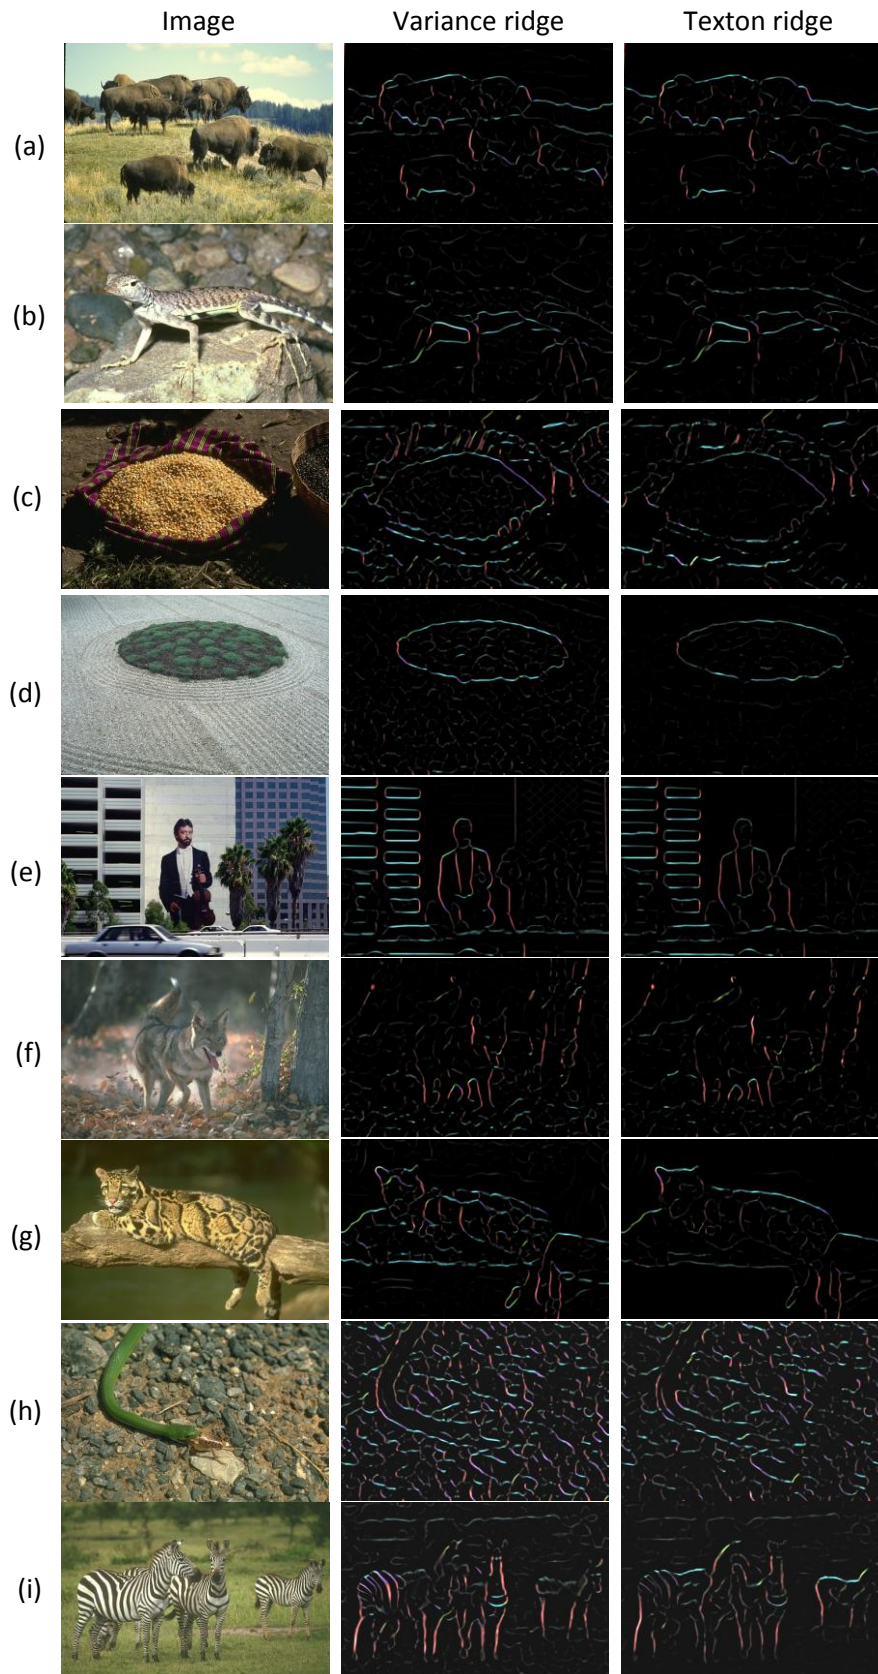 Image Variance ridge Texton ridge
(a)
(b)
(c)
(d)
(e)
(f)
(g)
(h)
(i)